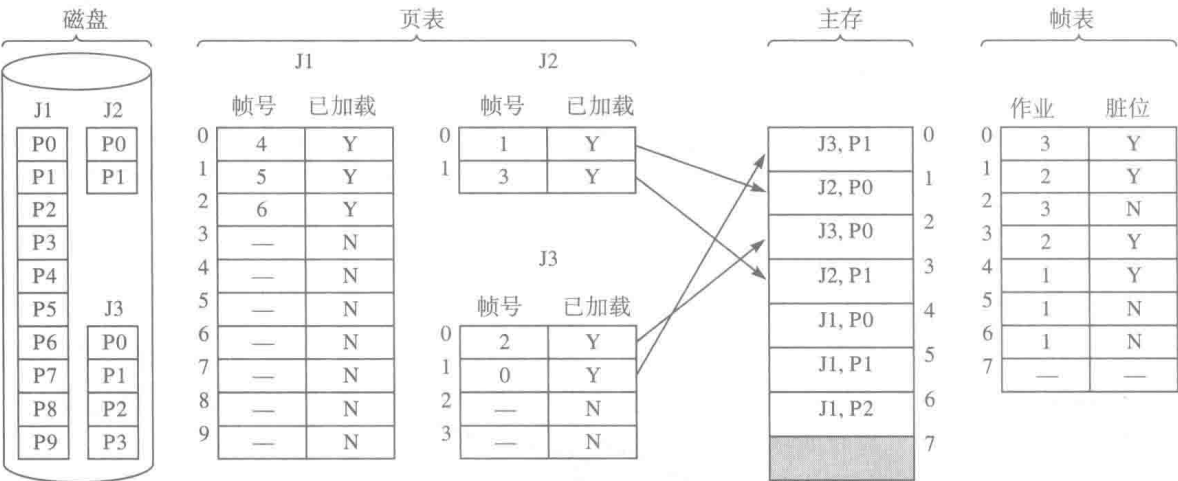 磁盘 页表 主存 帧表
J1 J2
J1 J2
帧号 已加载 帧号 已加载 作业 脏位
P0 P0 0 4 Y 0 1 Y J3, P1 0 0 3 Y
P1 P1 1 5 Y 1 3 Y J2, P0 1 1 2 Y
P2 2 6 Y J3, P0 2 2 3 N
P3 3 — N J3 J2, P1 3 3 2 Y
P4 4 — N J1, P0 4 4 1 Y
P5 J3 5 — N 帧号 已加载 J1, P1 5 5 1 N
P6 P0 6 — N 0 2 Y J1, P2 6 6 1 N
P7 P1 7 — N 1 0 Y 7 7 — —
P8 P2 8 — N 2 — N
P9 P3 9 — N 3 — N